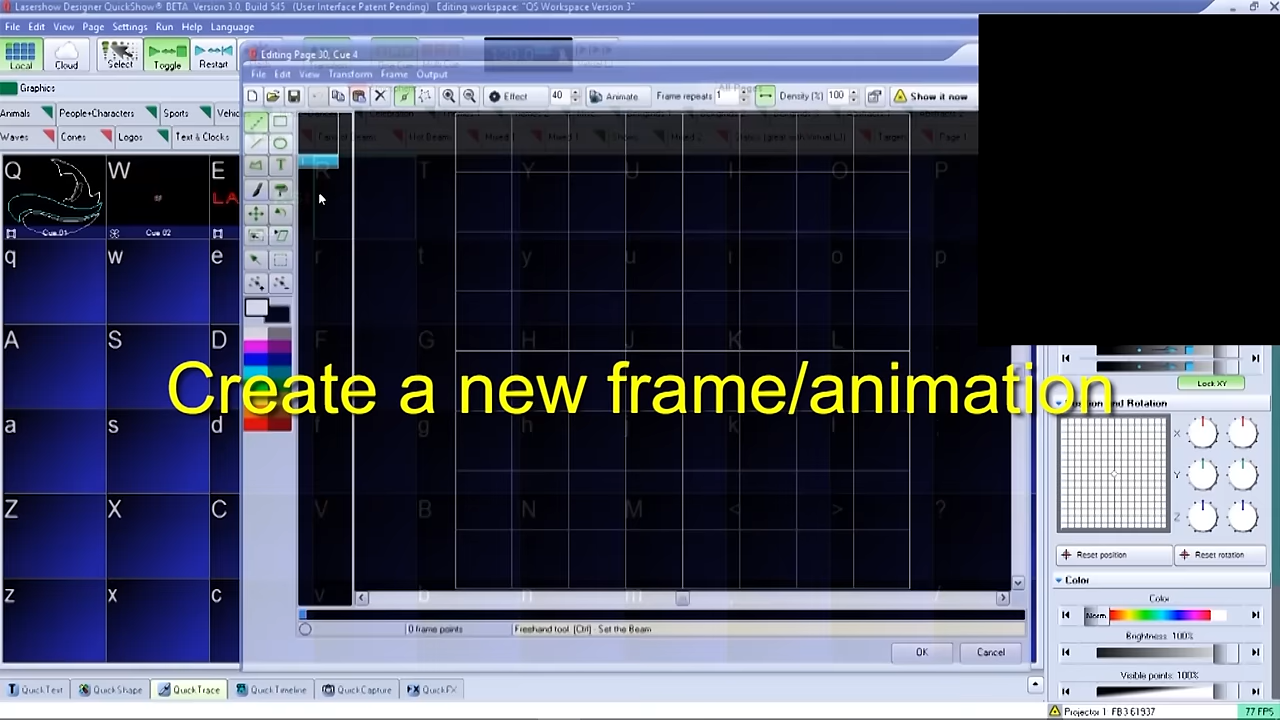 Lasershow Designer QuickShow® BETA Version 3.0, Build 545 (User Interface Patent Pending) Editing workspace: "QS Workspace Version 3"
File Edit View Page Settings Run Help Language
Local Cloud Select Toggle Restart
Editing Page 30, Cue 4
File Edit View Transform Frame Output
Graphics
Effect 40 Animate Frame repeats 1 Density (%) 100 Show it now
Animals People+Characters Sports
Waves Cones Logos Text & Clocks
Q W E R T Y U I O P
Cue 01 Cue 02
q w e r t y u i o p
A S D F G H J K L
Lock XY
Create a new frame/animation
Position and Rotation
a s d f g h j k l
X
Y
Z
Z X C V B N M < > ?
Reset position Reset rotation
Color
z x c v b n m
Color
Norm
0 frame points Freehand tool. [Ctrl] - Set the Beam
Brightness: 100%
OK Cancel
Visible points: 100%
QuickText QuickShape QuickTrace QuickTimeline QuickCapture QuickFX
Projector 1 FB3 61937 77 FPS